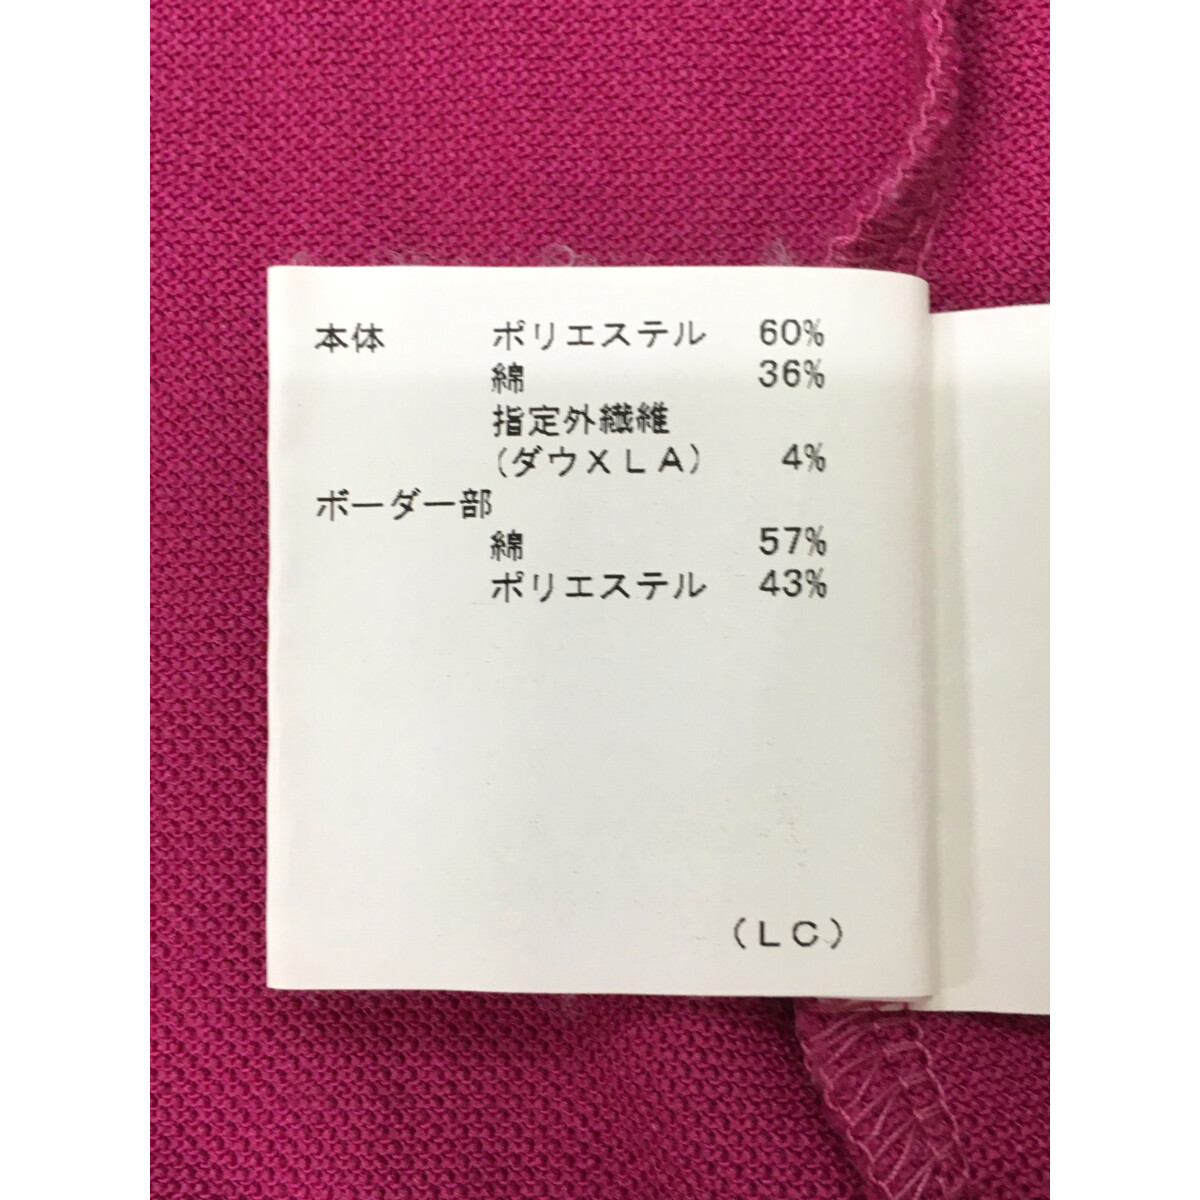 本体 ポリエステル 60%
綿 36%
指定外繊維
(ダウXLA) 4%
ボーダー部
綿 57%
ポリエステル 43%
(LC)